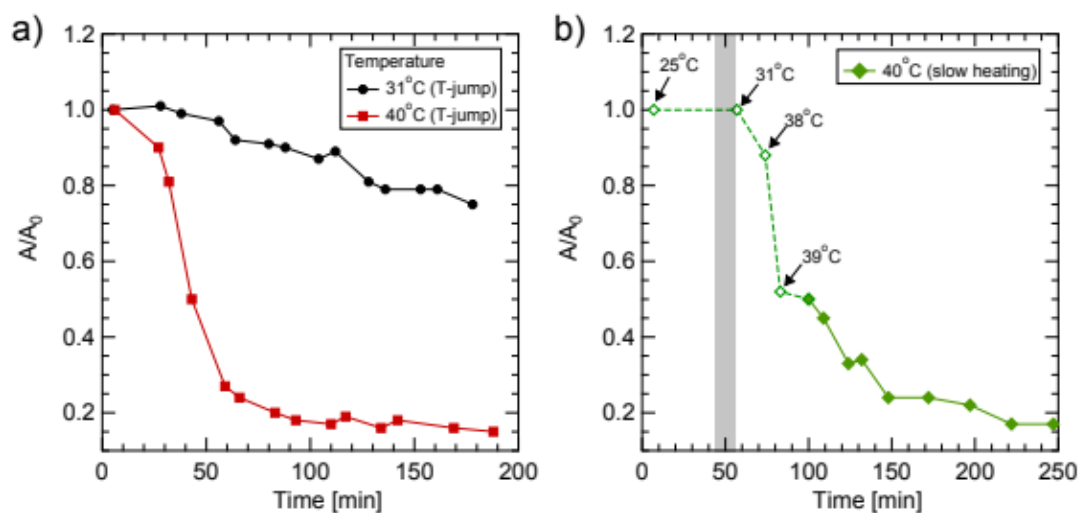 a)
1.2
1.0
0.8
0.6
0.4
0.2
A/A0
0
50
100
150
200
Time [min]
Temperature
31°C (T-jump)
40°C (T-jump)
b)
1.2
1.0
0.8
0.6
0.4
0.2
A/A0
0
50
100
150
200
250
Time [min]
40°C (slow heating)
25°C
31°C
38°C
39°C